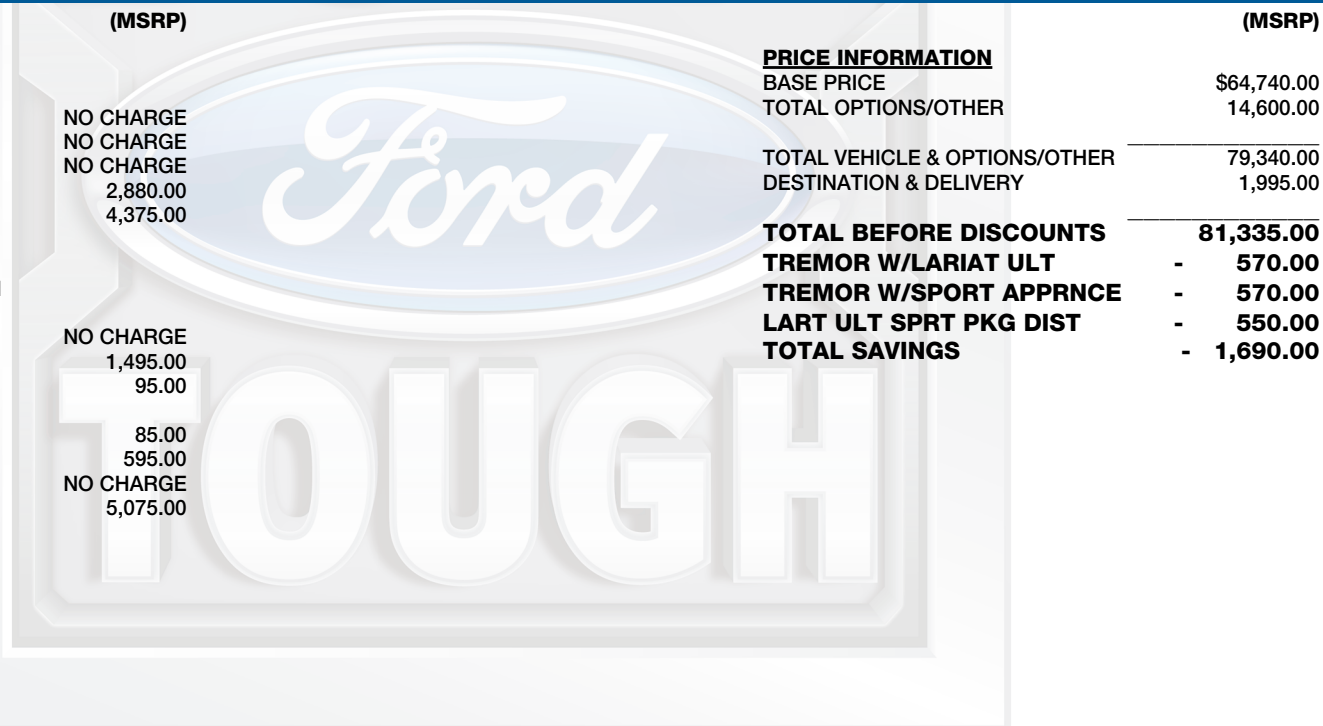 (MSRP)
NO CHARGE
NO CHARGE
NO CHARGE
2,880.00
4,375.00
NO CHARGE
1,495.00
95.00
85.00
595.00
NO CHARGE
5,075.00
(MSRP)
PRICE INFORMATION
BASE PRICE $64,740.00
TOTAL OPTIONS/OTHER 14,600.00
TOTAL VEHICLE & OPTIONS/OTHER 79,340.00
DESTINATION & DELIVERY 1,995.00
TOTAL BEFORE DISCOUNTS 81,335.00
TREMOR W/LARIAT ULT - 570.00
TREMOR W/SPORT APPRNCE - 570.00
LART ULT SPRT PKG DIST - 550.00
TOTAL SAVINGS - 1,690.00
Ford
TOUGH